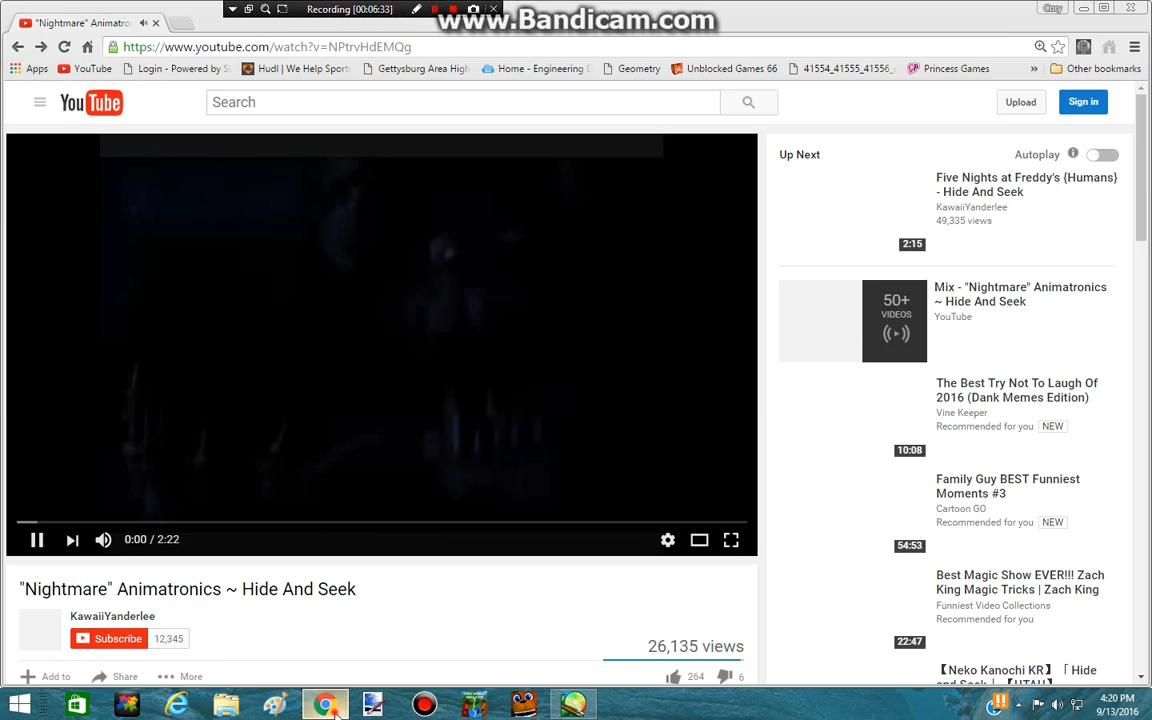 Recording [00:06:33]
www.Bandicam.com
"Nightmare" Animatro
Cory
https://www.youtube.com/watch?v=NPtrvHdEMQg
Apps
YouTube
Login - Powered by
Hudl | We Help Sport
Gettysburg Area Hig
Home - Engineering
Geometry
Unblocked Games 66
41554_41555_41556_
Princess Games
»
Other bookmarks
YouTube
Search
Upload
Sign in
Up Next
Autoplay
Five Nights at Freddy's {Humans}
- Hide And Seek
KawaiiYanderlee
49,335 views
2:15
Mix - "Nightmare" Animatronics
~ Hide And Seek
YouTube
50+
VIDEOS
The Best Try Not To Laugh Of
2016 (Dank Memes Edition)
Vine Keeper
Recommended for you NEW
10:08
Family Guy BEST Funniest
Moments #3
Cartoon GO
Recommended for you NEW
54:53
Best Magic Show EVER!!! Zach
King Magic Tricks | Zach King
Funniest Video Collections
Recommended for you
22:47
【Neko Kanochi KR】「 Hide
0:00 / 2:22
"Nightmare" Animatronics ~ Hide And Seek
KawaiiYanderlee
Subscribe 12,345
26,135 views
Add to
Share
More
264
6
4:20 PM
9/13/2016